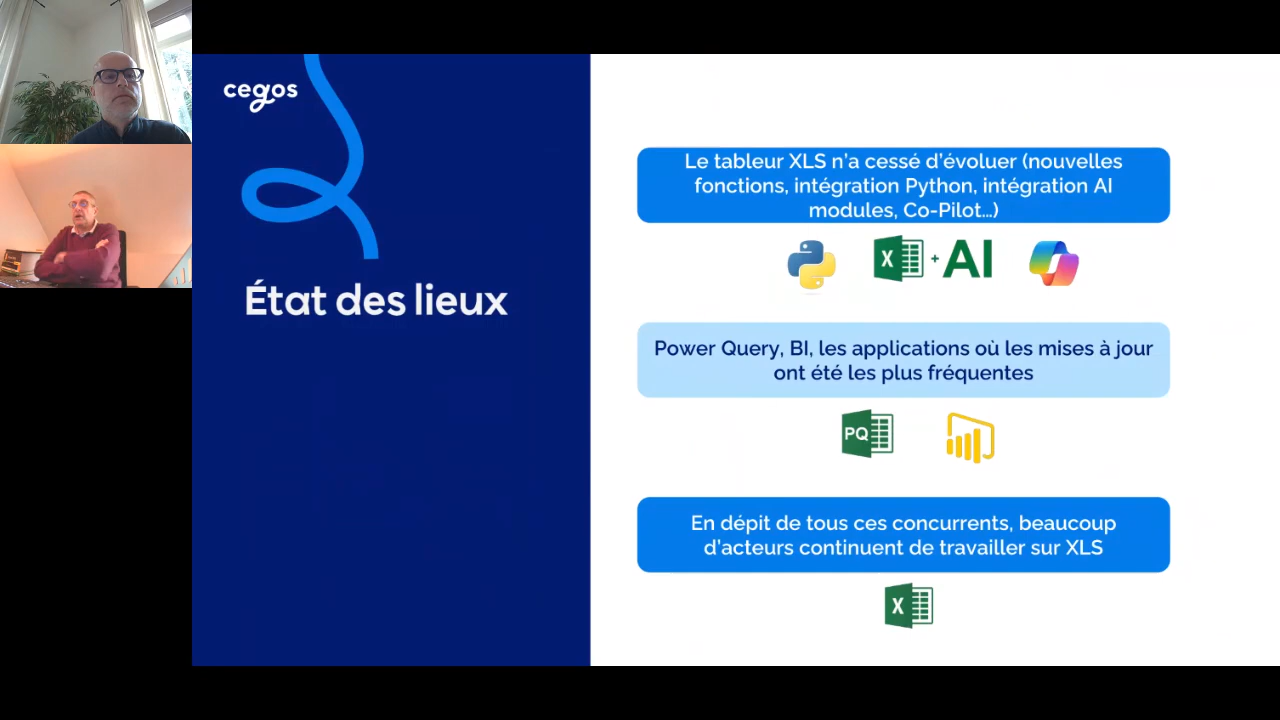 cegos
État des lieux
Le tableur XLS n'a cessé d'évoluer (nouvelles
fonctions, intégration Python, intégration AI
modules, Co-Pilot…)
X + AI
Power Query, BI, les applications où les mises à jour
ont été les plus fréquentes
PQ
En dépit de tous ces concurrents, beaucoup
d'acteurs continuent de travailler sur XLS
X